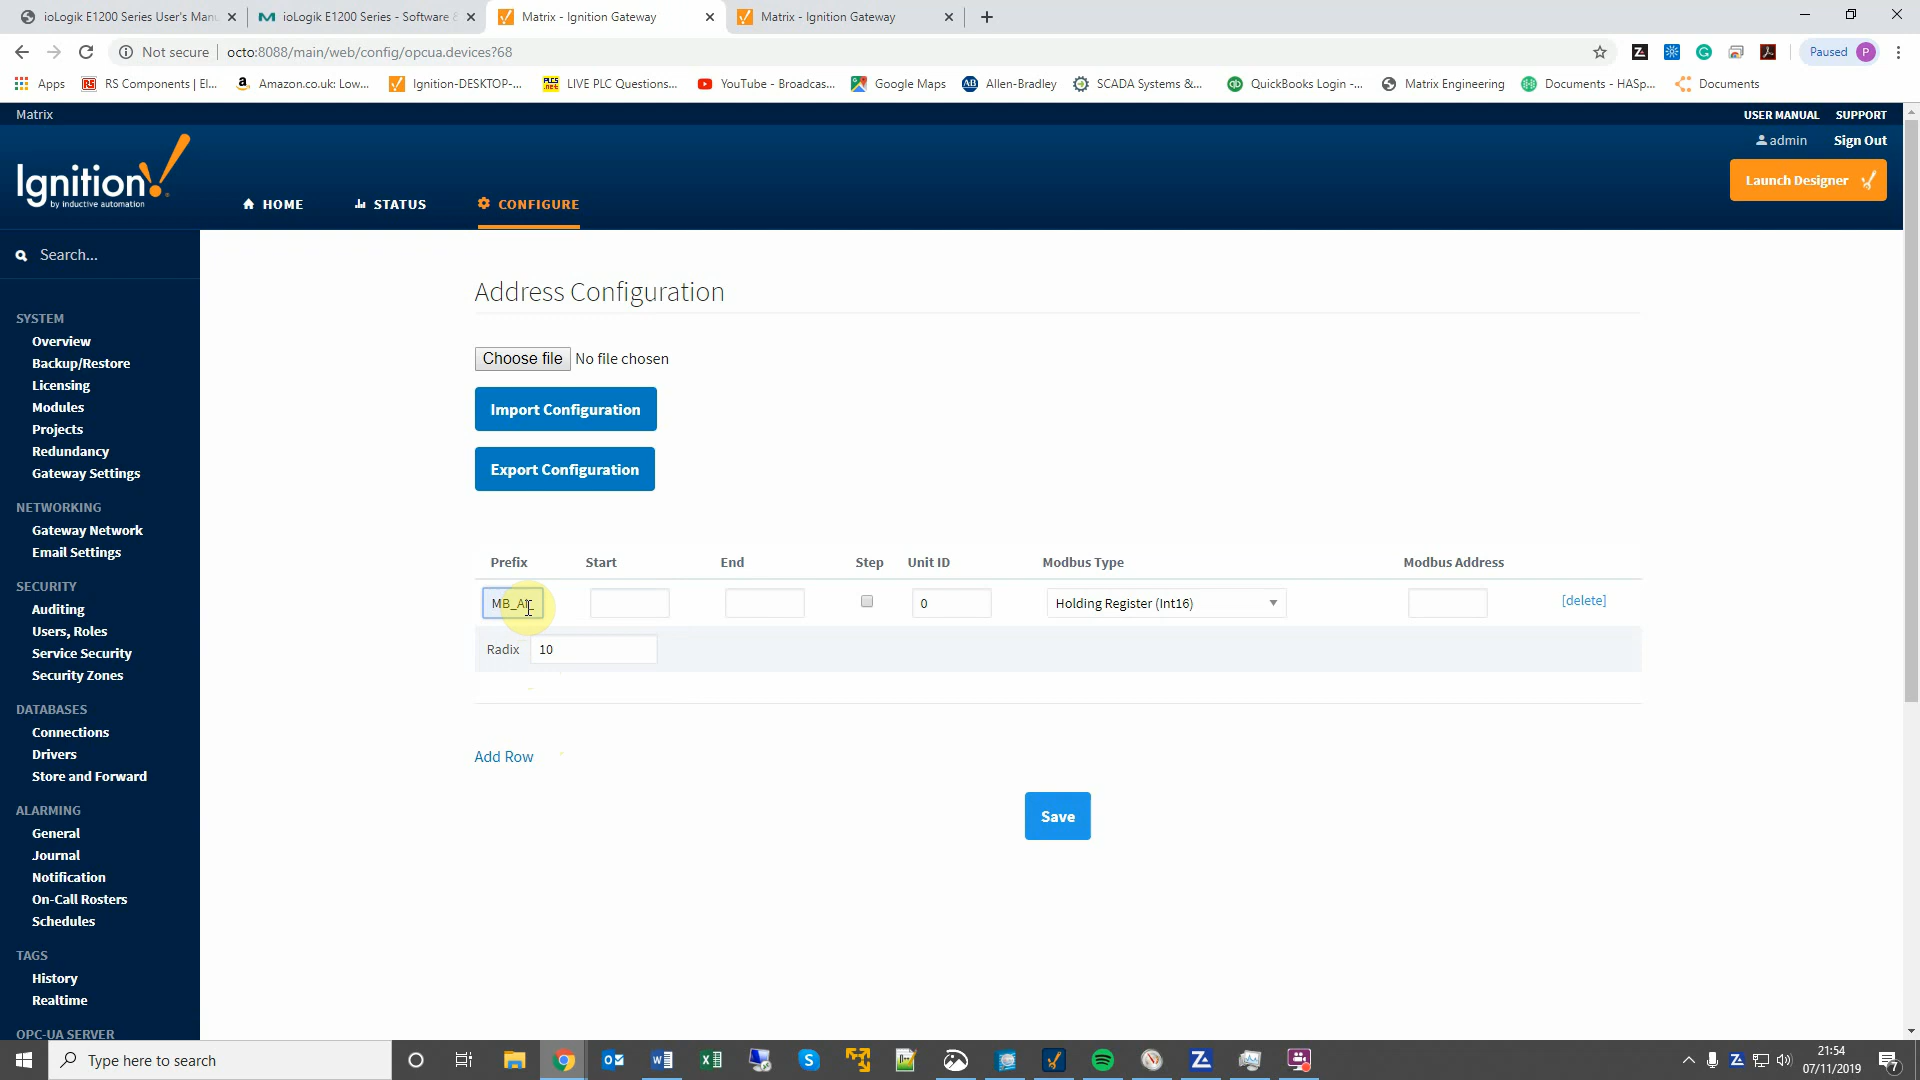 ioLogik E1200 Series User's Manu
ioLogik E1200 Series - Software &
Matrix - Ignition Gateway
Matrix - Ignition Gateway
Not secure
octo:8088/main/web/config/opcua.devices?68
Paused
P
Apps
RS Components | El...
Amazon.co.uk: Low...
Ignition-DESKTOP-...
LIVE PLC Questions...
YouTube - Broadcas...
Google Maps
Allen-Bradley
SCADA Systems &...
QuickBooks Login -...
Matrix Engineering
Documents - HASp...
Documents
Matrix
USER MANUAL
SUPPORT
admin
Sign Out
Ignition!
by inductive automation
HOME
STATUS
CONFIGURE
Launch Designer
Search...
SYSTEM
Overview
Backup/Restore
Licensing
Modules
Projects
Redundancy
Gateway Settings
NETWORKING
Gateway Network
Email Settings
SECURITY
Auditing
Users, Roles
Service Security
Security Zones
DATABASES
Connections
Drivers
Store and Forward
ALARMING
General
Journal
Notification
On-Call Rosters
Schedules
TAGS
History
Realtime
OPC-UA SERVER
Address Configuration
Choose file No file chosen
Import Configuration
Export Configuration
Prefix Start End Step Unit ID Modbus Type Modbus Address
0 Holding Register (Int16) [delete]
Radix 10
Add Row
Save
Type here to search
21:54
07/11/2019
7